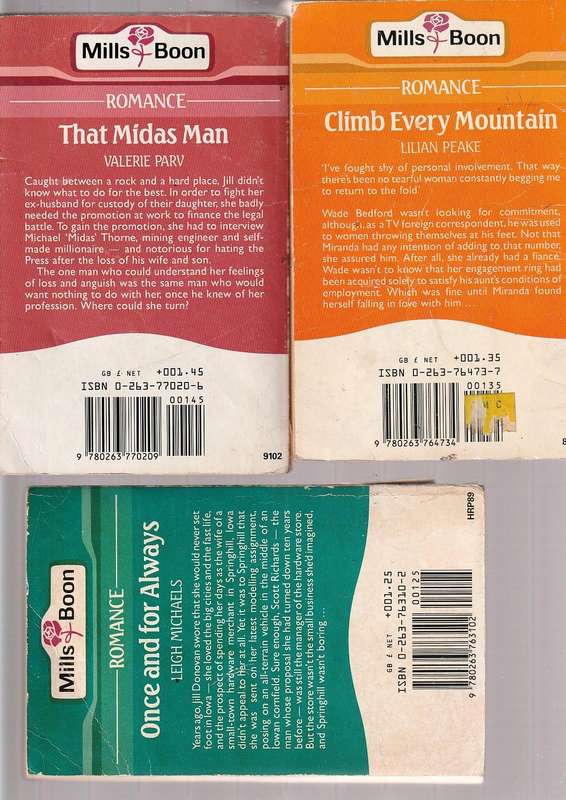 Mills & Boon
ROMANCE
That Midas Man
VALERIE PARV
Caught between a rock and a hard place, Jill didn't
know what to do for the best. In order to fight her
ex-husband for custody of their daughter, she badly
needed the promotion at work to finance the legal
battle. To gain the promotion, she had to interview
Michael 'Midas' Thorne, mining engineer and self-
made millionaire — and notorious for hating the
Press after the loss of his wife and son.
The one man who could understand her feelings
of loss and anguish was the same man who would
want nothing to do with her, once he knew of her
profession. Where could she turn?
GB £ NET +001.45
ISBN 0-263-77020-6
00145
9 780263 770209
9102
Mills & Boon
ROMANCE
Climb Every Mountain
LILIAN PEAKE
'I've fought shy of personal involvement. That way
there's been no tearful woman constantly begging me
to return to the fold'
Wade Bedford wasn't looking for commitment,
although, as a TV foreign correspondent, he was used
to women throwing themselves at his feet. Not that
Miranda had any intention of adding to that number,
she assured him. After all, she already had a fiancé.
Wade wasn't to know that her engagement ring had
been acquired solely to satisfy his aunt's conditions of
employment. Which was fine until Miranda found
herself falling in love with him ....
GB £ NET +001.35
ISBN 0-263-76473-7
00135
9 780263 764734
Mills & Boon
ROMANCE
Once and for Always
LEIGH MICHAELS
Years ago, Jill Donovan swore that she would never set
foot in Iowa — she loved the big cities and the fast life,
and the prospect of spending her days as the wife of a
small-town hardware merchant in Springhill, Iowa
didn't appeal to her at all. Yet it was to Springhill that
she was sent on her latest modelling assignment,
posing on an all-terrain vehicle in the middle of an
Iowan cornfield. Sure enough, Scott Richards — the
man whose proposal she had turned down ten years
before — was still the manager of the hardware store.
But the store wasn't the small business she'd imagined,
and Springhill wasn't boring ...
GB £ NET +001.25
ISBN 0-263-76310-2
00125
9 780263 763102
HRP89